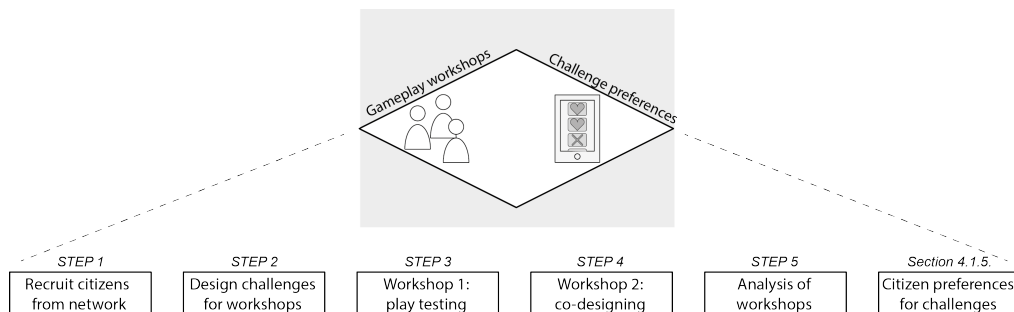 Gameplay workshops
Challenge preferences
STEP 1
STEP 2
STEP 3
STEP 4
STEP 5
Section 4.1.5.
Recruit citizens
from network
Design challenges
for workshops
Workshop 1:
play testing
Workshop 2:
co-designing
Analysis of
workshops
Citizen preferences
for challenges